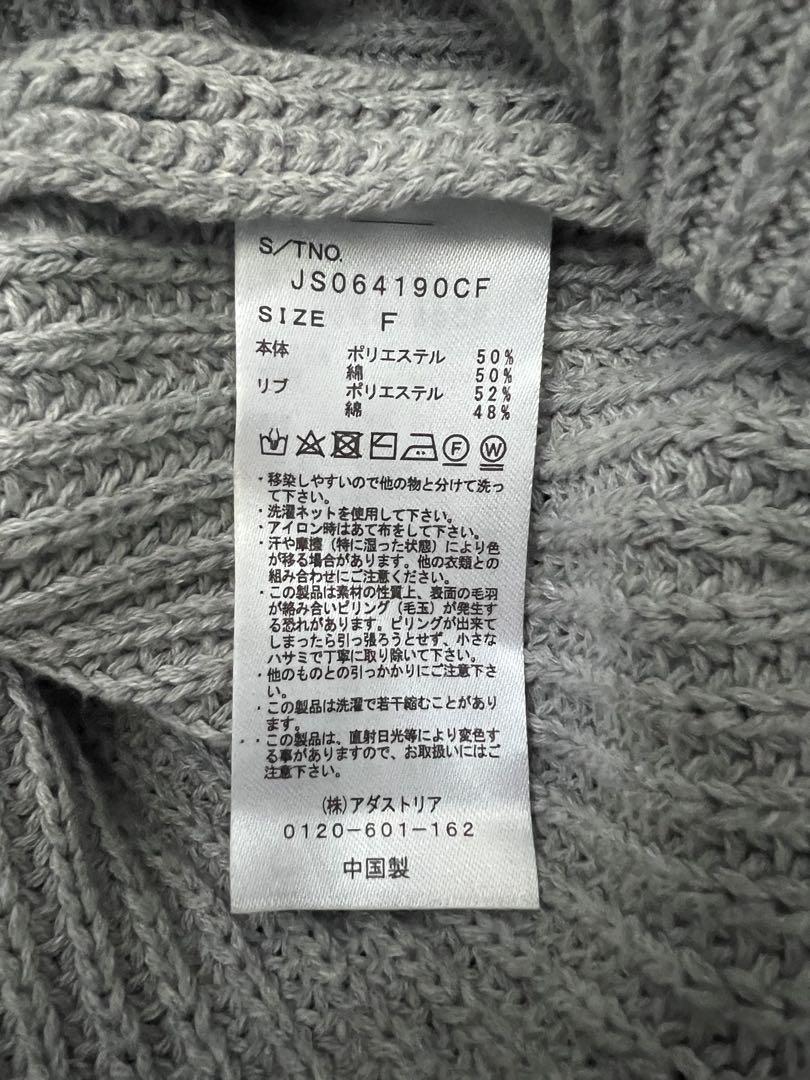 S/TNO.
JS064190CF
SIZE F
本体 ポリエステル 50%
綿 50%
リブ ポリエステル 52%
綿 48%
F W
・移染しやすいので他の物と分けて洗っ
て下さい。
・洗濯ネットを使用して下さい。
・アイロン時はあて布をして下さい。
・汗や摩擦(特に湿った状態)により色
が移る場合があります。他の衣類との
組み合わせにご注意ください。
・この製品は素材の性質上、表面の毛羽
が絡み合いピリング(毛玉)が発生す
る恐れがあります。ピリングが出来て
しまったら引っ張ろうとせず、小さな
ハサミで丁寧に取り除いて下さい。
・他のものとの引っかかりにご注意下さ
い。
・この製品は洗濯で若干縮むことがあり
ます。
・この製品は、直射日光等により変色す
る事がありますので、お取扱いにはご
注意下さい。
(株)アダストリア
0120-601-162
中国製